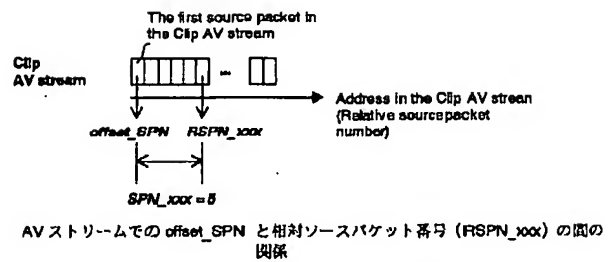 The first source packet in
the Clip AV stream
Clip
AV stream
...
Address in the Clip AV stream
(Relative source packet
number)
offset_SPN RSPN_xxx
SPN_xxx = 5
AV ストリームでの offset_SPN と相対ソースパケット番号（RSPN_xxx）の間の
関係